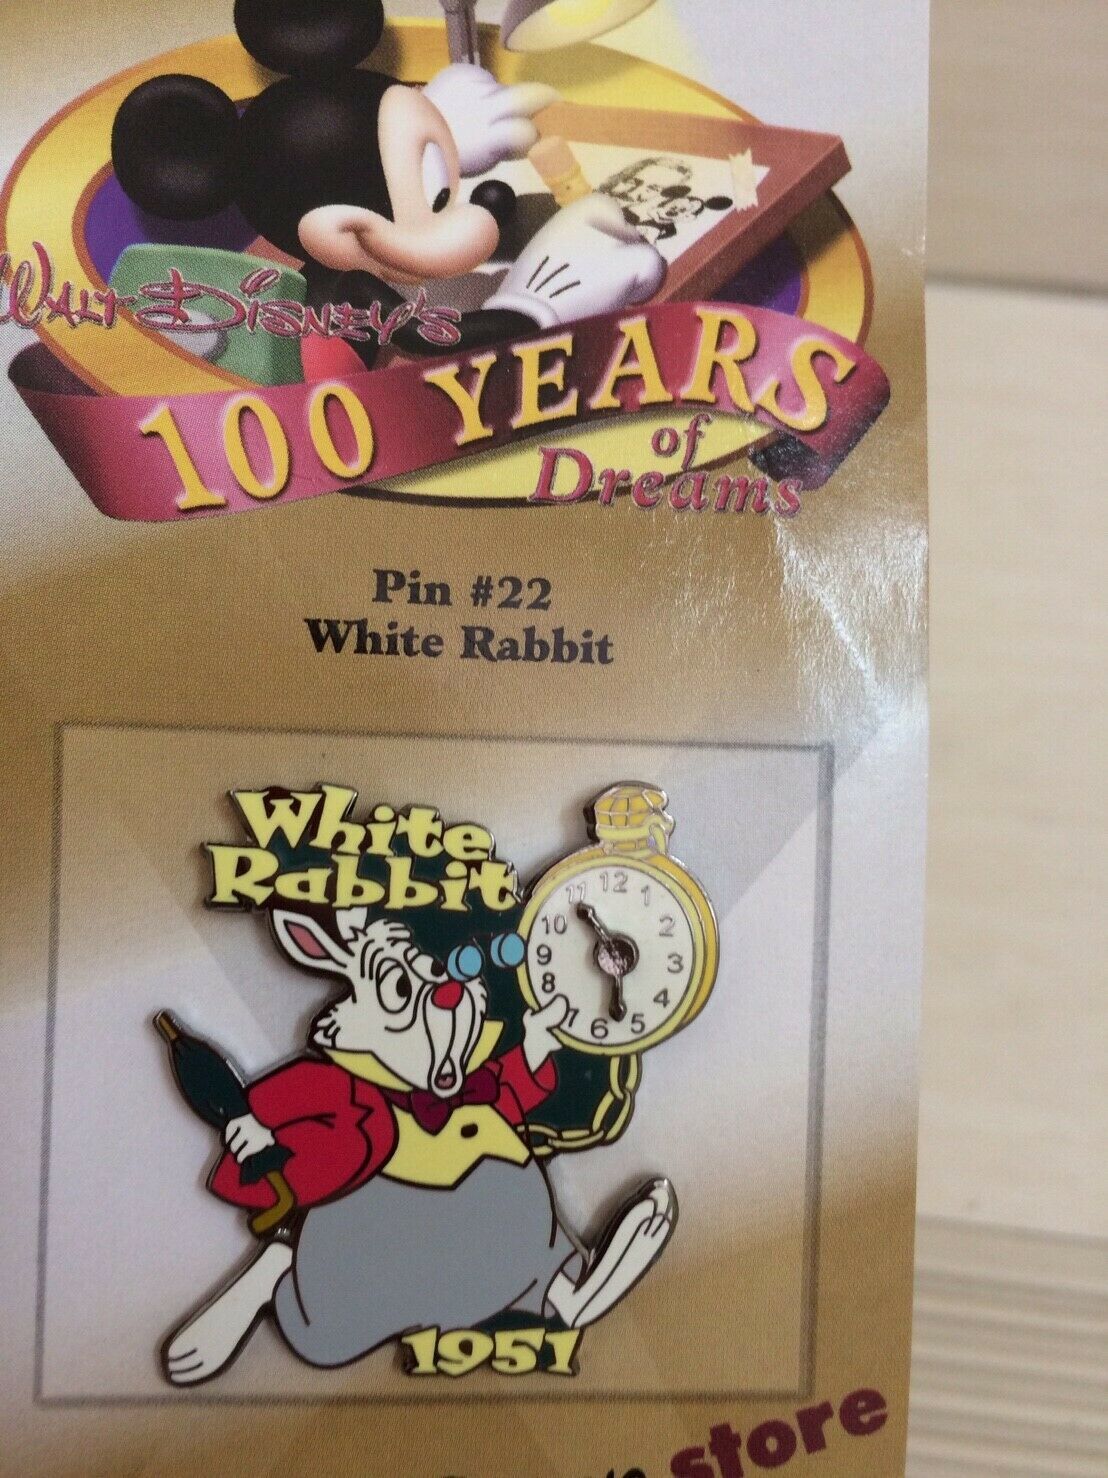 Walt Disney's
100 YEARS
of
Dreams
Pin #22
White Rabbit
White
Rabbit
11 12 1
10 2
9 3
8 4
7 6 5
1951
store